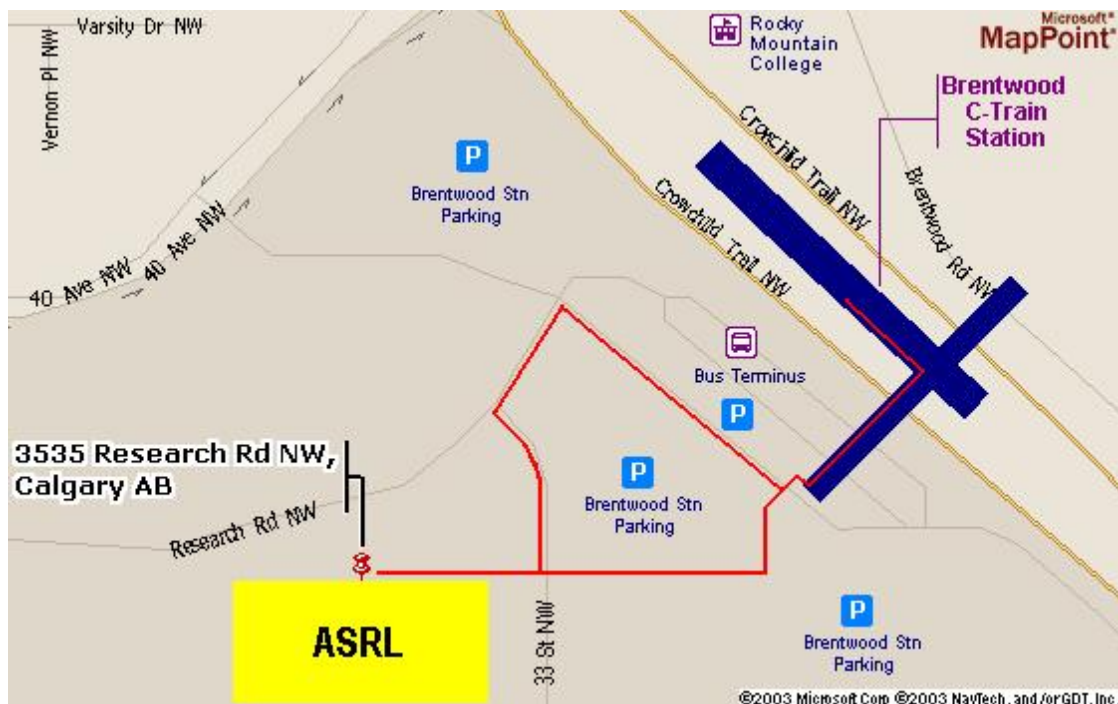 Varsity Dr NW
Vernon Pl NW
Rocky
Mountain
College
Microsoft®
MapPoint®
Brentwood
C-Train
Station
P
Brentwood Stn
Parking
Crowchild Trail NW
Crowchild Trail NW
Brentwood Rd NW
40 Ave NW
40 Ave NW
Bus Terminus
P
3535 Research Rd NW,
Calgary AB
P
Brentwood Stn
Parking
Research Rd NW
ASRL
33 St NW
P
Brentwood Stn
Parking
©2003 Microsoft Corp ©2003 NavTech, and/or GDT, Inc